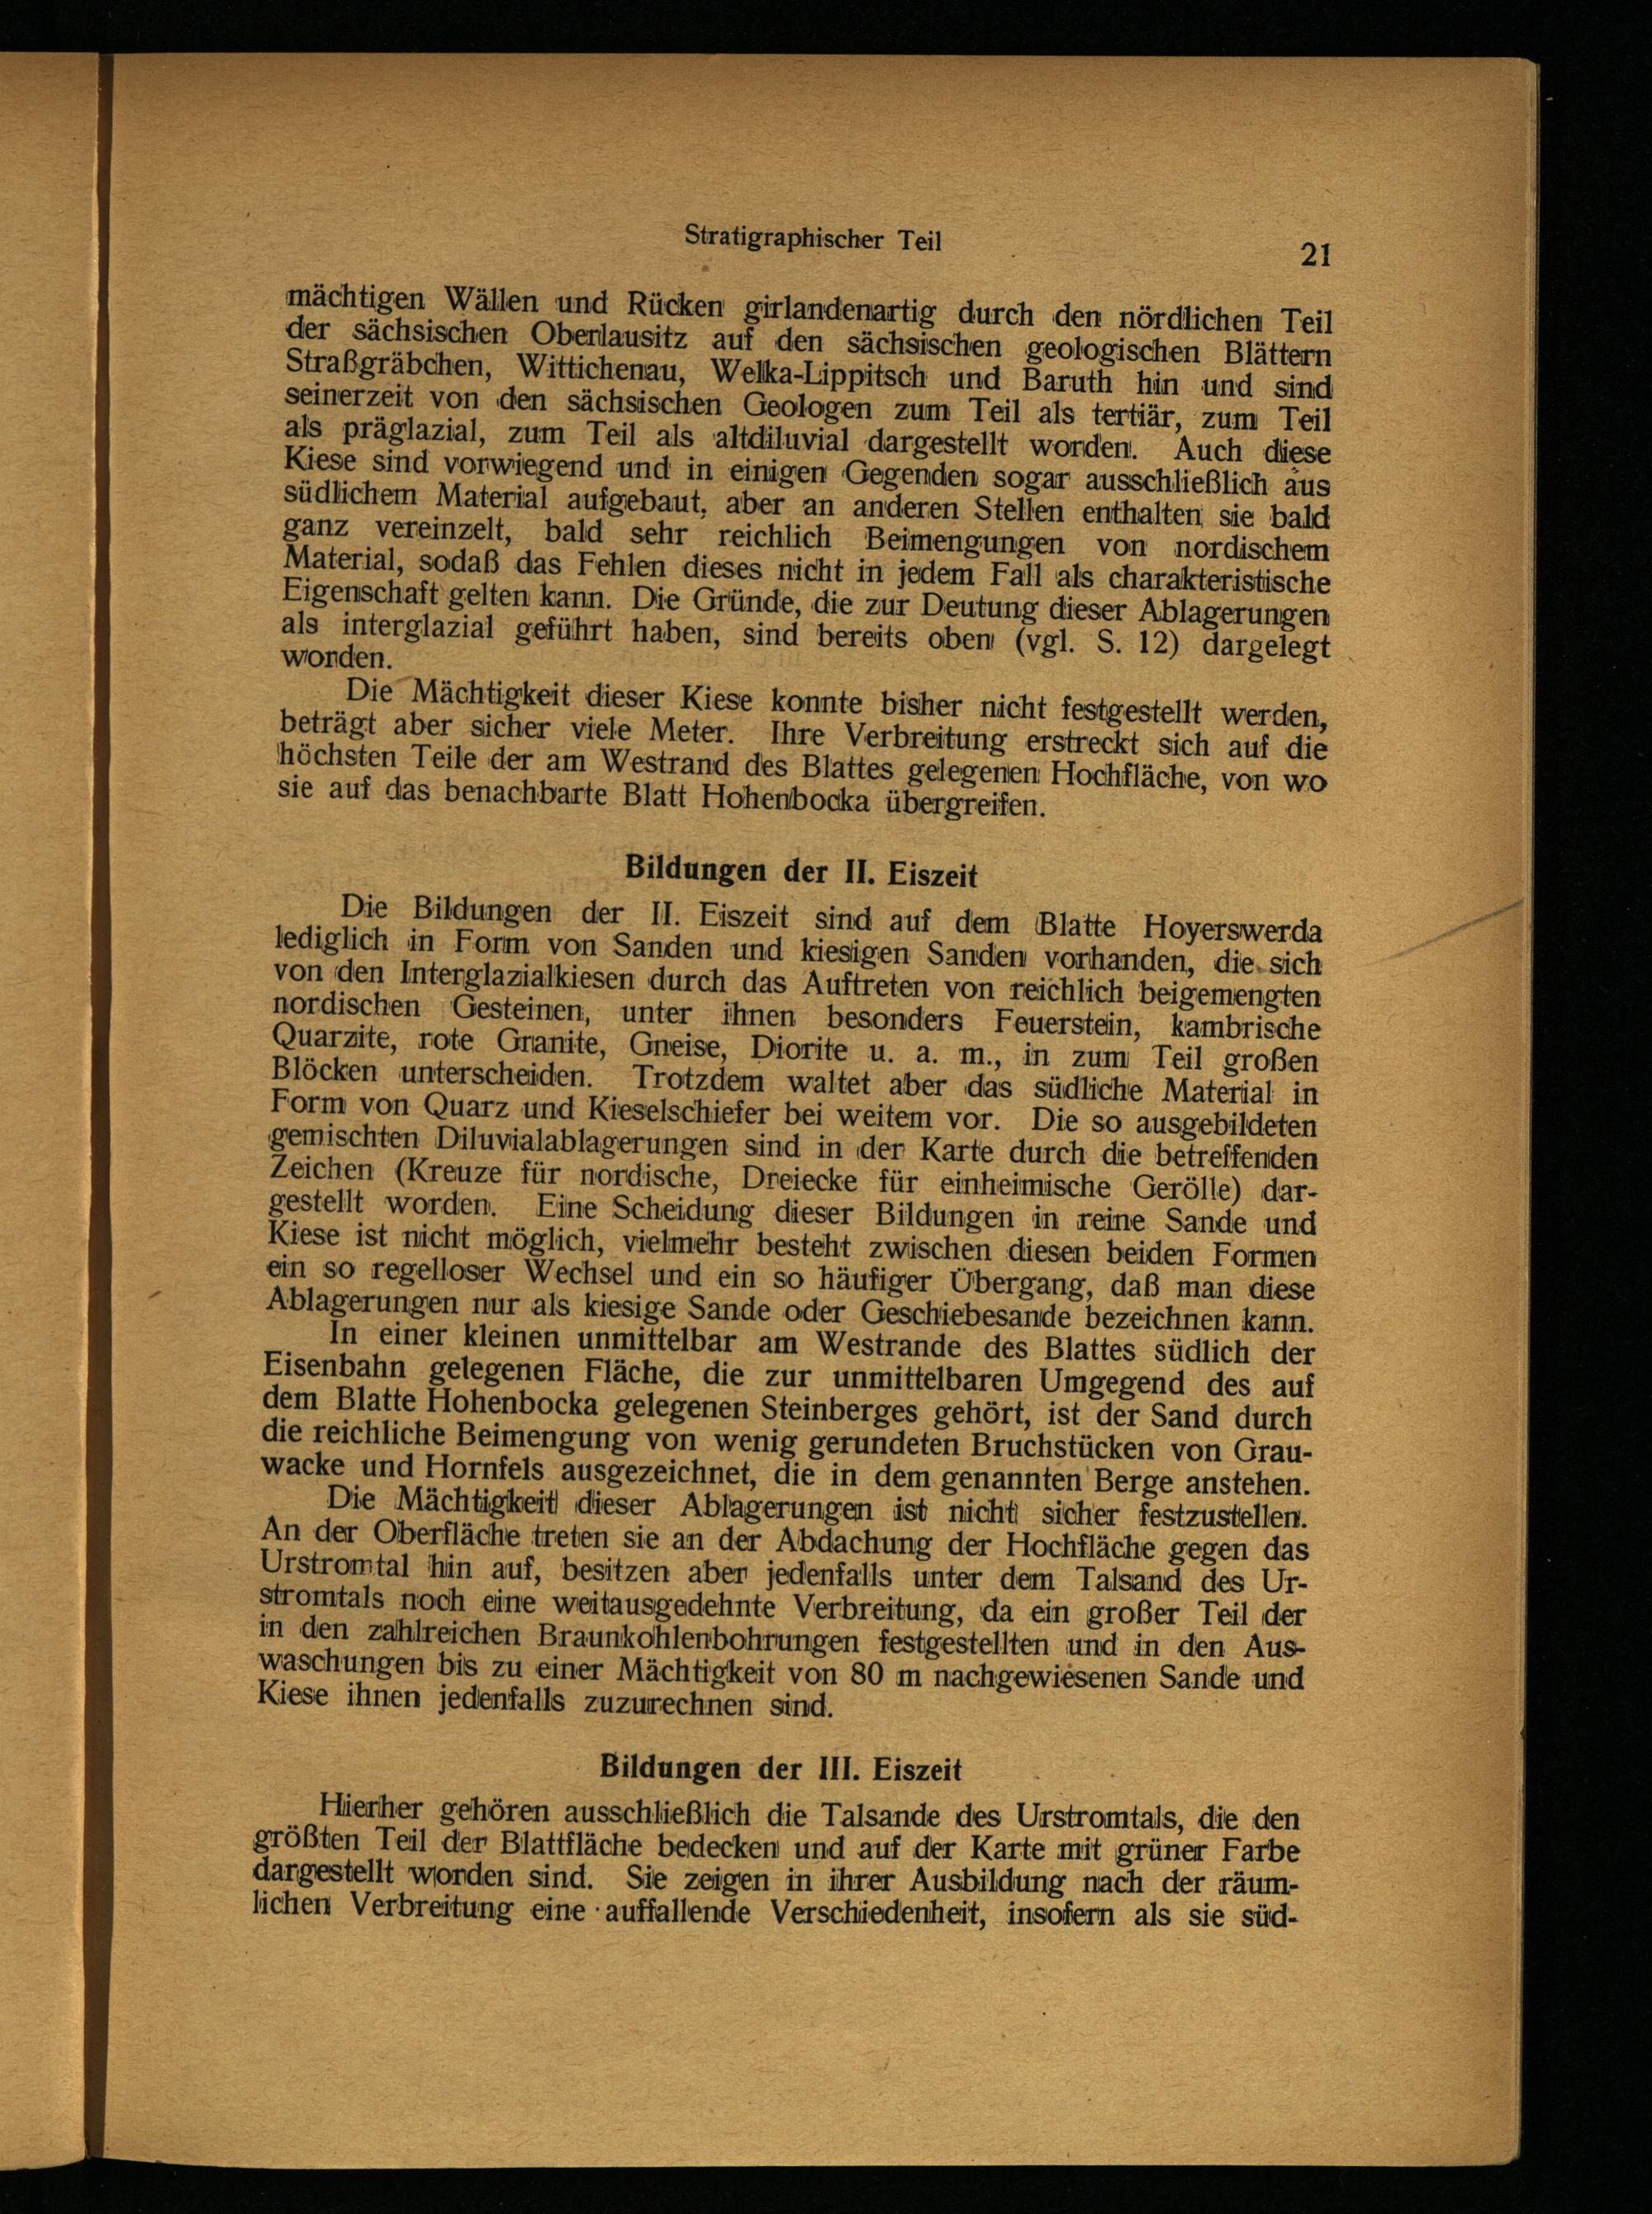 Stratigraphischer Teil
21
mächtigen Wällen und Rücken girlandenartig durch den nördlichen Teil
der sächsischen Oberlausitz auf den sächsischen geologischen Blättern
Straßgräbchen, Wittichenau, Welka-Lippitsch und Baruth hin und sind
seinerzeit von den sächsischen Geologen zum Teil als tertiär, zum Teil
als präglazial, zum Teil als altdiluvial dargestellt worden. Auch diese
Kiese sind vorwiegend und in einigen Gegenden sogar ausschließlich aus
südlichem Material aufgebaut, aber an anderen Stellen enthalten sie bald
ganz vereinzelt, bald sehr reichlich Beimengungen von nordischem
Material, sodaß das Fehlen dieses nicht in jedem Fall als charakteristische
Eigenschaft gelten kann. Die Gründe, die zur Deutung dieser Ablagerungen
als interglazial geführt haben, sind bereits oben (vgl. S. 12) dargelegt
worden.
Die Mächtigkeit dieser Kiese konnte bisher nicht festgestellt werden,
beträgt aber sicher viele Meter. Ihre Verbreitung erstreckt sich auf die
höchsten Teile der am Westrand des Blattes gelegenen Hochfläche, von wo
sie auf das benachbarte Blatt Hohenbocka übergreifen.
Bildungen der II. Eiszeit
Die Bildungen der II. Eiszeit sind auf dem Blatte Hoyerswerda
lediglich in Form von Sanden und kiesigen Sanden vorhanden, die sich
von den Interglazialkiesen durch das Auftreten von reichlich beigemengten
nordischen Gesteinen, unter ihnen besonders Feuerstein, kambrische
Quarzite, rote Granite, Gneise, Diorite u. a. m., in zum Teil großen
Blöcken unterscheiden. Trotzdem waltet aber das südliche Material in
Form von Quarz und Kieselschiefer bei weitem vor. Die so ausgebildeten
gemischten Diluvialablagerungen sind in der Karte durch die betreffenden
Zeichen (Kreuze für nordische, Dreiecke für einheimische Gerölle) dar-
gestellt worden. Eine Scheidung dieser Bildungen in reine Sande und
Kiese ist nicht möglich, vielmehr besteht zwischen diesen beiden Formen
ein so regelloser Wechsel und ein so häufiger Übergang, daß man diese
Ablagerungen nur als kiesige Sande oder Geschiebesande bezeichnen kann.
In einer kleinen unmittelbar am Westrande des Blattes südlich der
Eisenbahn gelegenen Fläche, die zur unmittelbaren Umgegend des auf
dem Blatte Hohenbocka gelegenen Steinberges gehört, ist der Sand durch
die reichliche Beimengung von wenig gerundeten Bruchstücken von Grau-
wacke und Hornfels ausgezeichnet, die in dem genannten Berge anstehen.
Die Mächtigkeit dieser Ablagerungen ist nicht sicher festzustellen.
An der Oberfläche treten sie an der Abdachung der Hochfläche gegen das
Urstromtal hin auf, besitzen aber jedenfalls unter dem Talsand des Ur-
stromtals noch eine weitausgedehnte Verbreitung, da ein großer Teil der
in den zahlreichen Braunkohlenbohrungen festgestellten und in den Aus-
waschungen bis zu einer Mächtigkeit von 80 m nachgewiesenen Sande und
Kiese ihnen jedenfalls zuzurechnen sind.
Bildungen der III. Eiszeit
Hierher gehören ausschließlich die Talsande des Urstromtals, die den
größten Teil der Blattfläche bedecken und auf der Karte mit grüner Farbe
dargestellt worden sind. Sie zeigen in ihrer Ausbildung nach der räum-
lichen Verbreitung eine auffallende Verschiedenheit, insofern als sie süd-